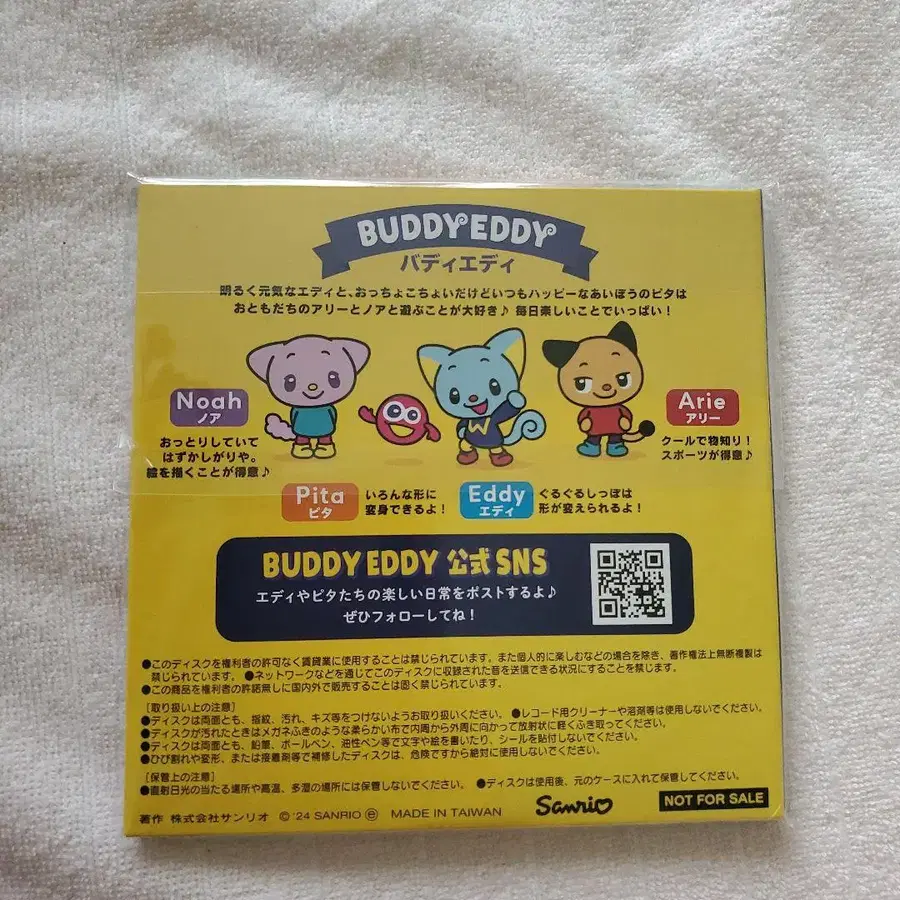 BUDDYEDDY
バディエディ
明るく元気なエディと、おっちょこちょいだけどいつもハッピーなあいぼうのピタは
おともだちのアリーとノアと遊ぶことが大好き♪ 毎日楽しいことでいっぱい！
Noah
ノア
おっとりしていて
はずかしがりや。
絵を描くことが得意♪
Arie
アリー
クールで物知り！
スポーツが得意♪
Pita
ピタ
いろんな形に
変身できるよ！
Eddy
エディ
ぐるぐるしっぽは
形が変えられるよ！
BUDDY EDDY 公式 SNS
エディやピタたちの楽しい日常をポストするよ♪
ぜひフォローしてね！
●このディスクを権利者の許可なく賃貸業に使用することは禁じられています。また個人的に楽しむなどの場合を除き、著作権法上無断複製は
禁じられています。 ●ネットワークなどを通じてこのディスクに収録された音を送信できる状況にすることを禁じます。
●この商品を権利者の許諾無しに国内外で販売することは固く禁じられています。
[取り扱い上の注意]
●ディスクは両面とも、指紋、汚れ、キズ等をつけないようお取り扱いください。 ●レコード用クリーナーや溶剤等は使用しないでください。
●ディスクが汚れたときはメガネふきのような柔らかい布で内周から外周に向かって放射状に軽くふき取ってください。
●ディスクは両面とも、鉛筆、ボールペン、油性ペン等で文字や絵を書いたり、シールを貼付しないでください。
●ひび割れや変形、または接着剤等で補修したディスクは、危険ですから絶対に使用しないでください。
[保管上の注意]
●直射日光の当たる場所や高温、多湿の場所には保管しないでください。 ●ディスクは使用後、元のケースに入れて保管してください。
著作 株式会社サンリオ © '24 SANRIO ⓔ MADE IN TAIWAN
Sanrio
NOT FOR SALE